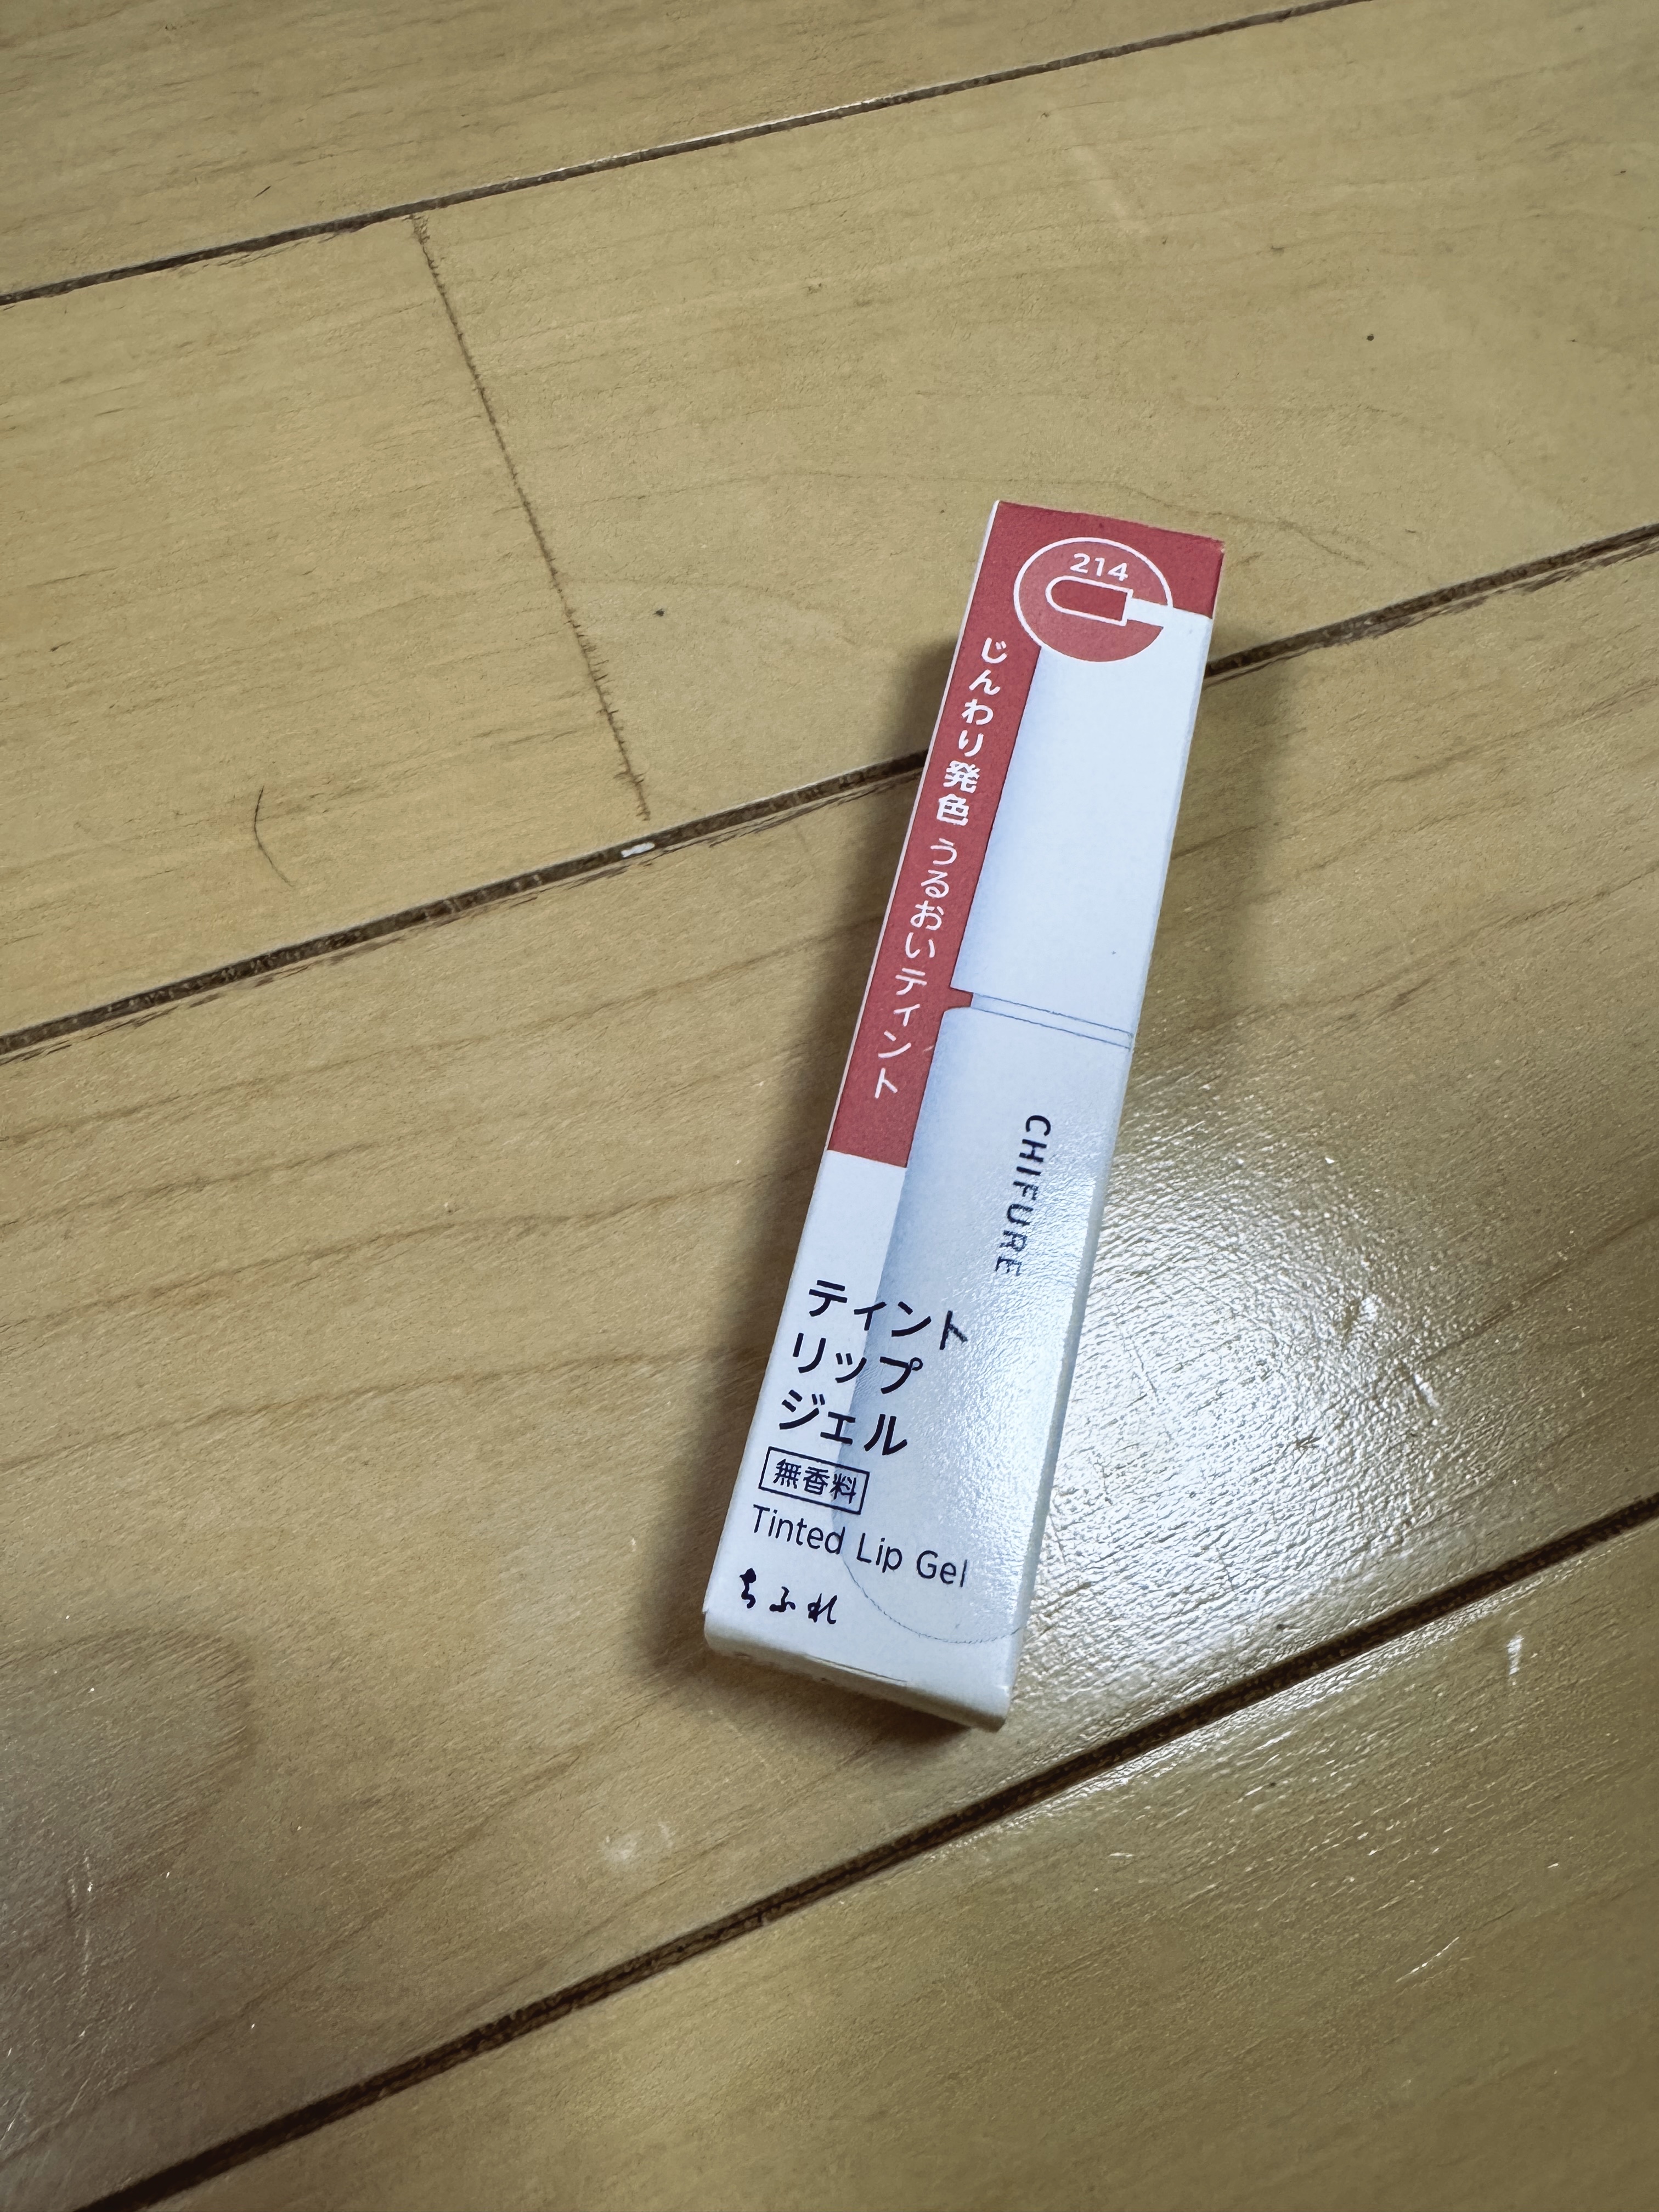 214
じんわり発色 うるおいティント
CHIFURE
ティント
リップ
ジェル
無香料
Tinted Lip Gel
ちふれ